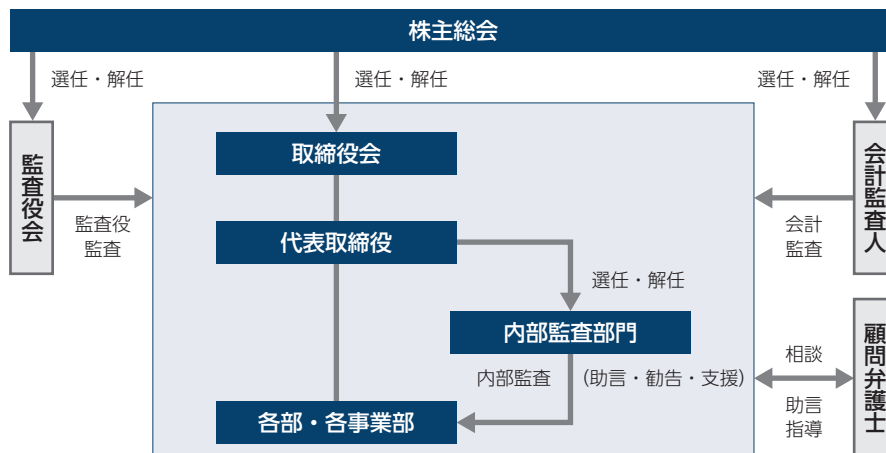 株主総会
選任・解任
選任・解任
選任・解任
監査役会
監査役
監査
取締役会
代表取締役
選任・解任
内部監査部門
内部監査
(助言・勧告・支援)
各部・各事業部
会計監査人
会計
監査
顧問弁護士
相談
助言
指導